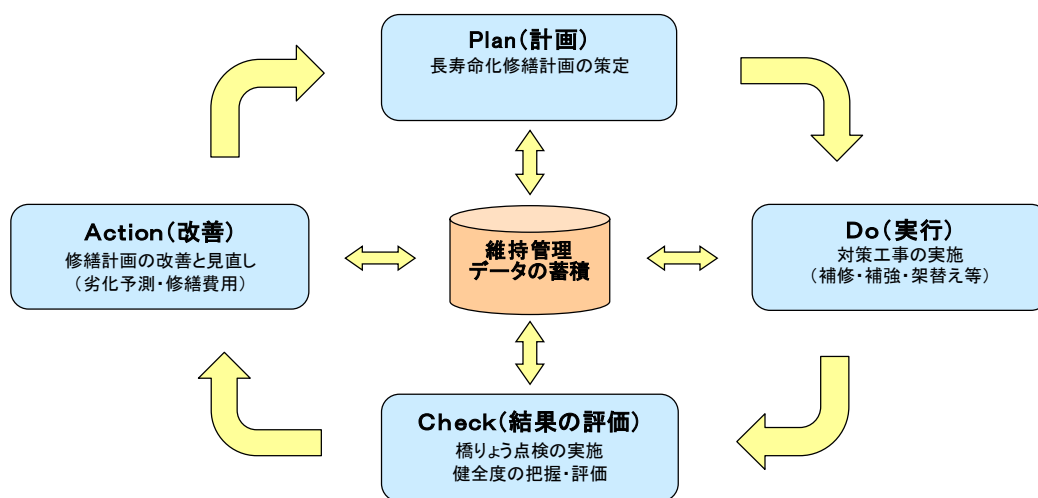 Plan(計画)
長寿命化修繕計画の策定
Action(改善)
修繕計画の改善と見直し
(劣化予測・修繕費用)
維持管理
データの蓄積
Do(実行)
対策工事の実施
(補修・補強・架替え等)
Check(結果の評価)
橋りょう点検の実施
健全度の把握・評価